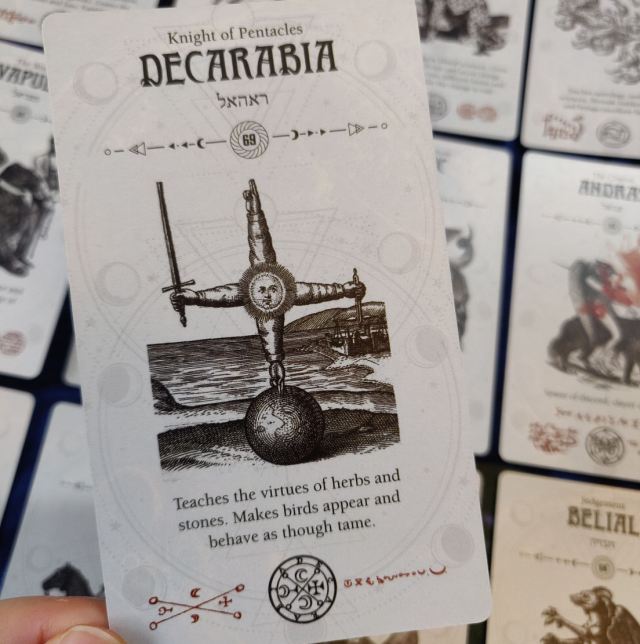 Knight of Pentacles
DECARABIA
ראהאל
69
Teaches the virtues of herbs and
stones. Makes birds appear and
behave as though tame.
BELIAL